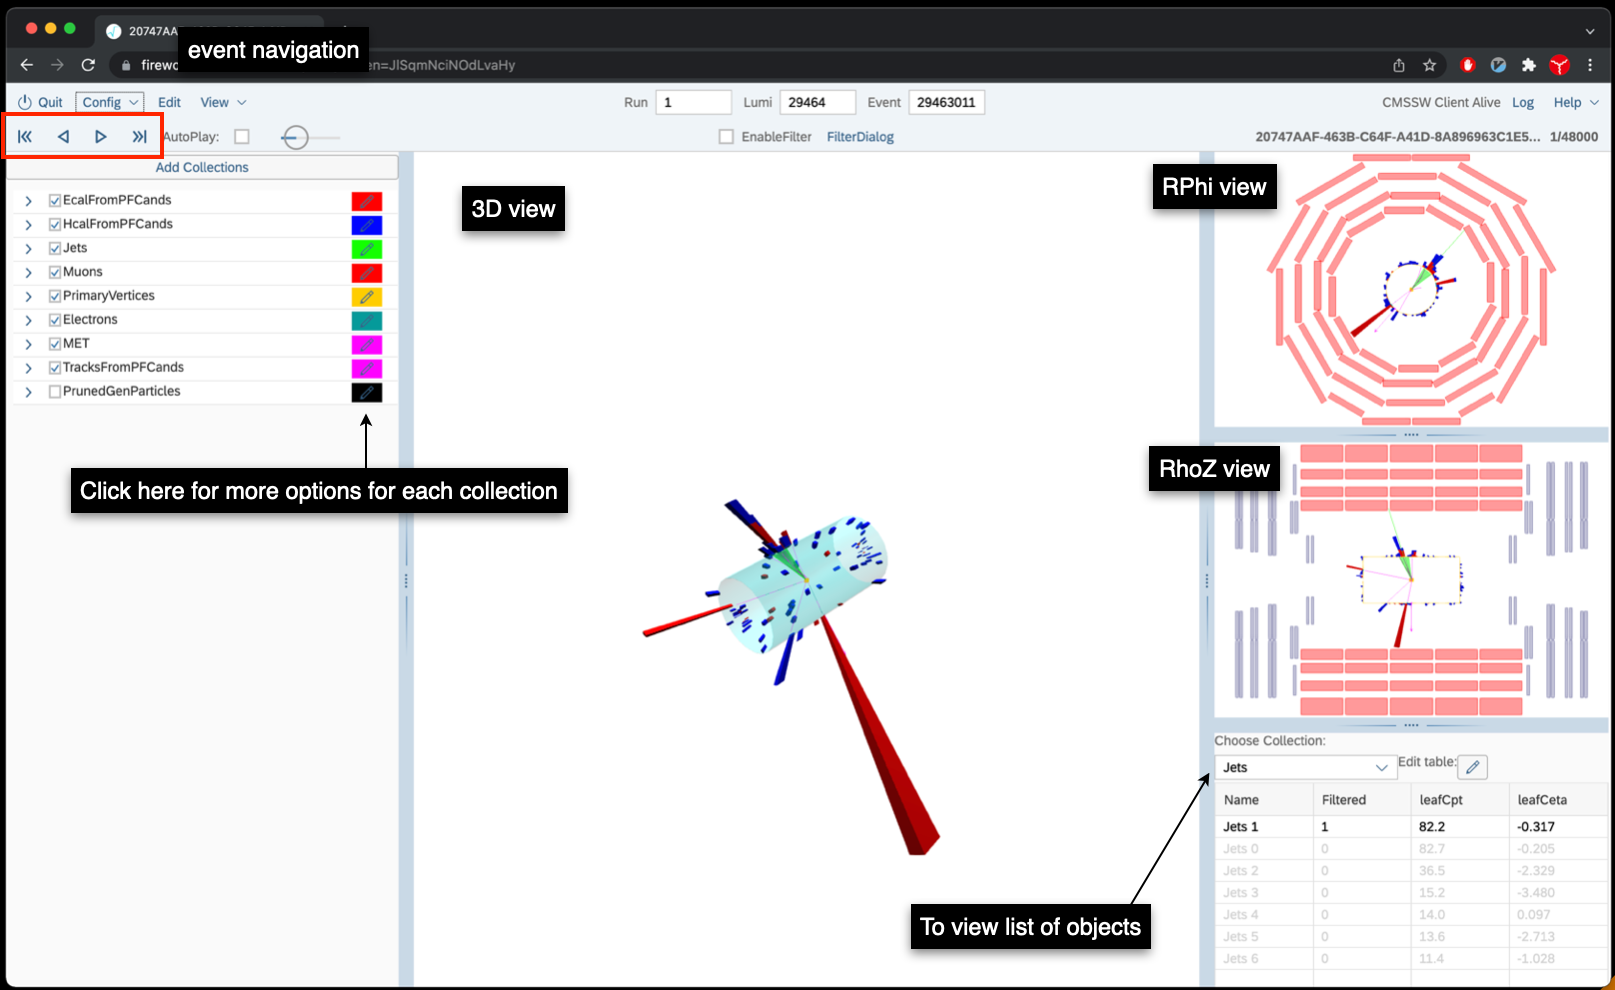 20747AA
event navigation
firewo
en=JlSqmNciNOdLvaHy
Quit Config Edit View
Run 1 Lumi 29464 Event 29463011
CMSSW Client Alive Log Help
AutoPlay:
EnableFilter FilterDialog
20747AAF-463B-C64F-A41D-8A896963C1E5... 1/48000
Add Collections
EcalFromPFCands
HcalFromPFCands
Jets
Muons
PrimaryVertices
Electrons
MET
TracksFromPFCands
PrunedGenParticles
Click here for more options for each collection
3D view
RPhi view
RhoZ view
To view list of objects
Choose Collection:
Jets Edit table:
Name Filtered leafCpt leafCeta
Jets 1 1 82.2 -0.317
Jets 0 0 82.7 -0.205
Jets 2 0 36.5 -2.329
Jets 3 0 15.2 -3.480
Jets 4 0 14.0 0.097
Jets 5 0 13.6 -2.713
Jets 6 0 11.4 -1.028